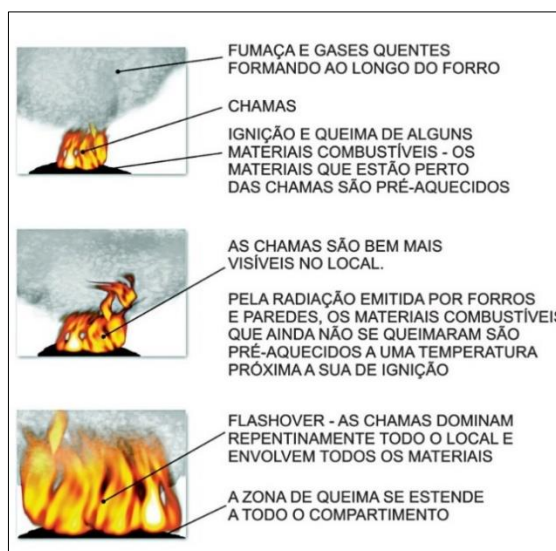 FUMAÇA E GASES QUENTES
FORMANDO AO LONGO DO FORRO
CHAMAS
IGNIÇÃO E QUEIMA DE ALGUNS
MATERIAIS COMBUSTÍVEIS - OS
MATERIAIS QUE ESTÃO PERTO
DAS CHAMAS SÃO PRÉ-AQUECIDOS
AS CHAMAS SÃO BEM MAIS
VISÍVEIS NO LOCAL.
PELA RADIAÇÃO EMITIDA POR FORROS
E PAREDES, OS MATERIAIS COMBUSTÍVEIS
QUE AINDA NÃO SE QUEIMARAM SÃO
PRÉ-AQUECIDOS A UMA TEMPERATURA
PRÓXIMA A SUA DE IGNIÇÃO
FLASHOVER - AS CHAMAS DOMINAM
REPENTINAMENTE TODO O LOCAL E
ENVOLVEM TODOS OS MATERIAIS
A ZONA DE QUEIMA SE ESTENDE
A TODO O COMPARTIMENTO